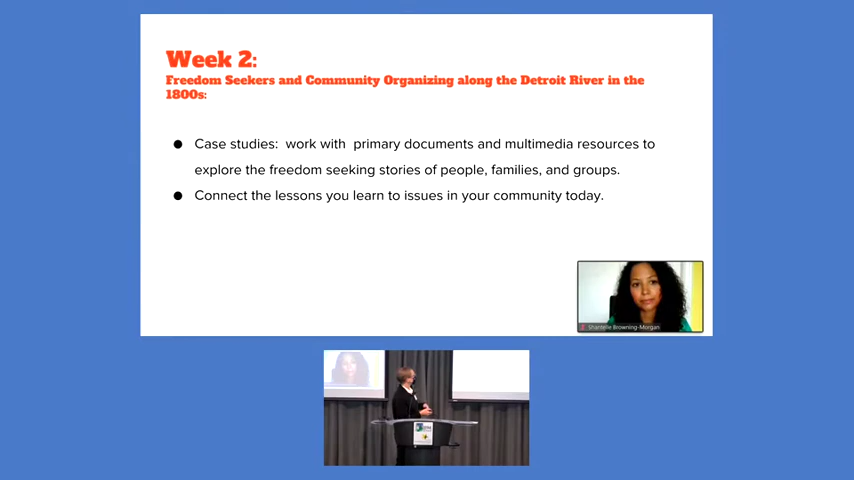 Week 2:
Freedom Seekers and Community Organizing along the Detroit River in the
1800s:
● Case studies:  work with  primary documents and multimedia resources to
explore the freedom seeking stories of people, families, and groups.
● Connect the lessons you learn to issues in your community today.
Shantelle Browning-Morgan